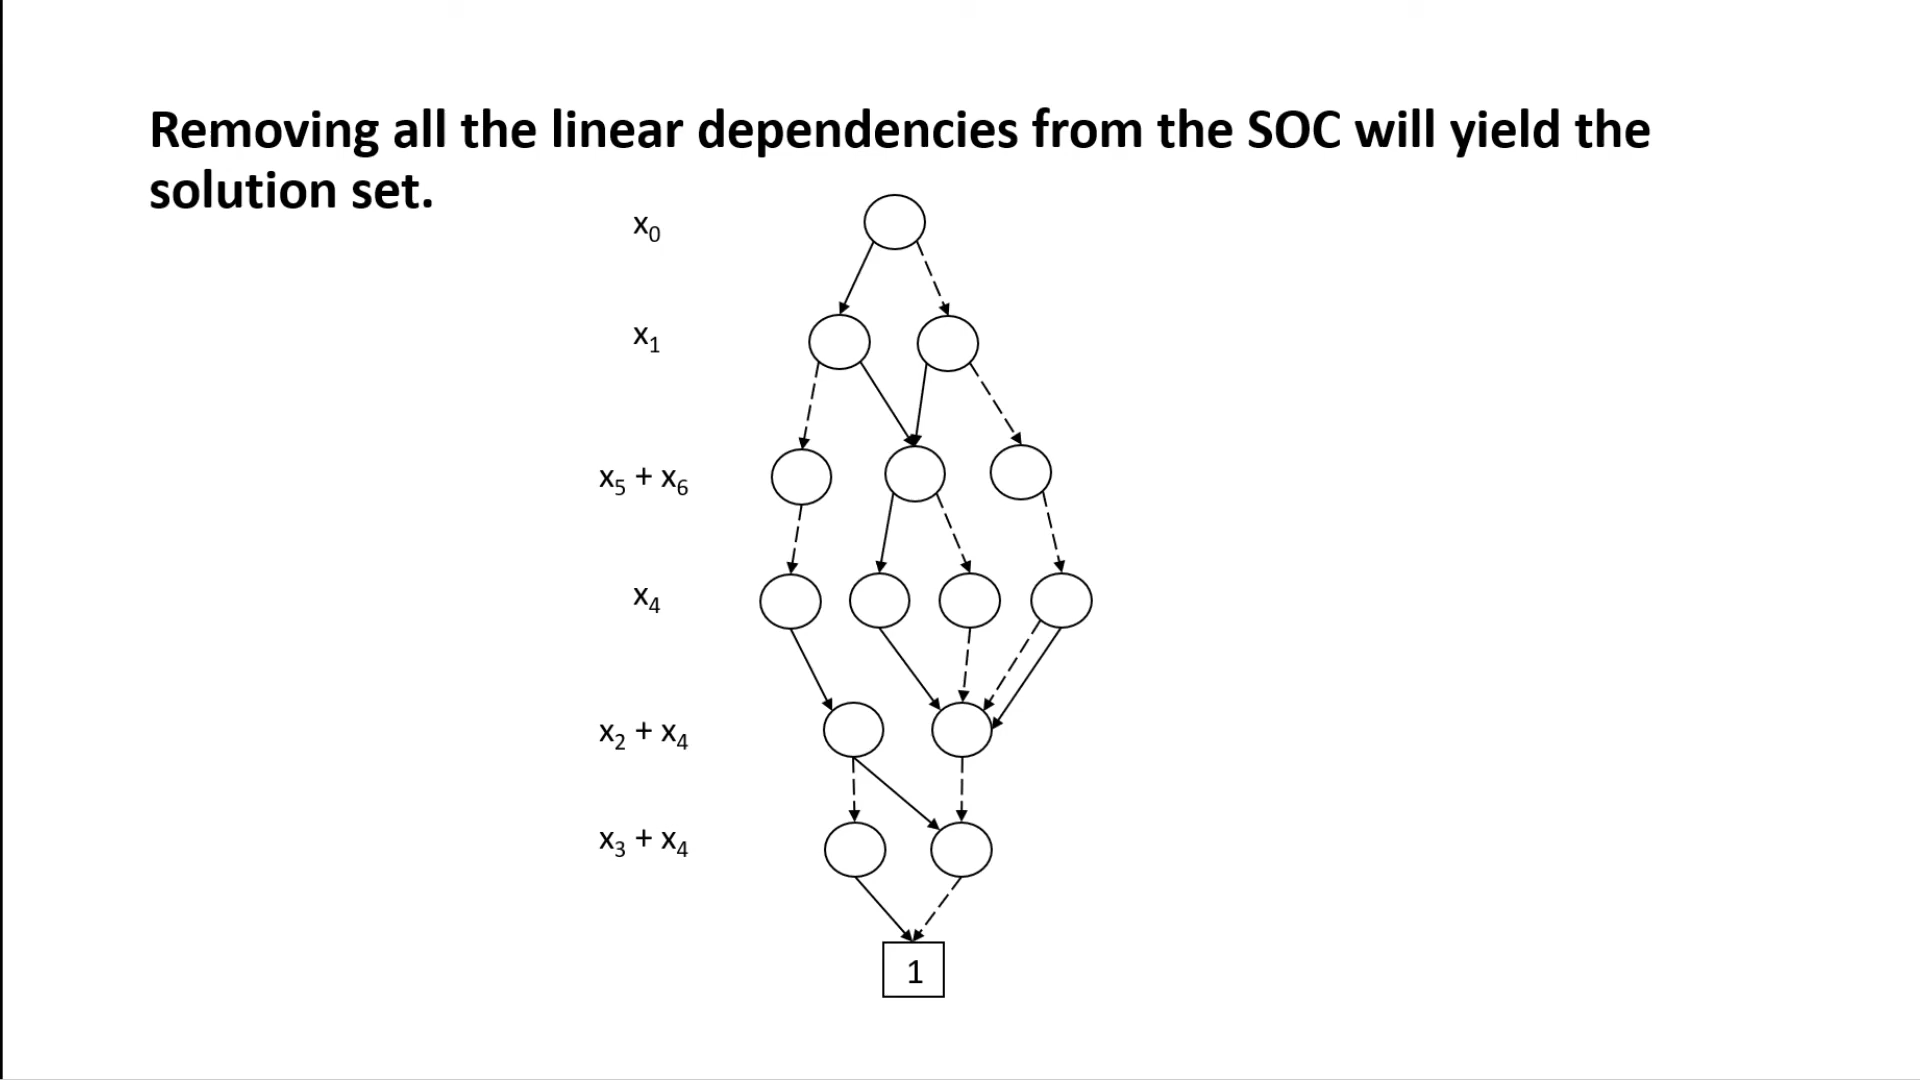 Removing all the linear dependencies from the SOC will yield the
solution set.
x₀
x₁
x₅ + x₆
x₄
x₂ + x₄
x₃ + x₄
1